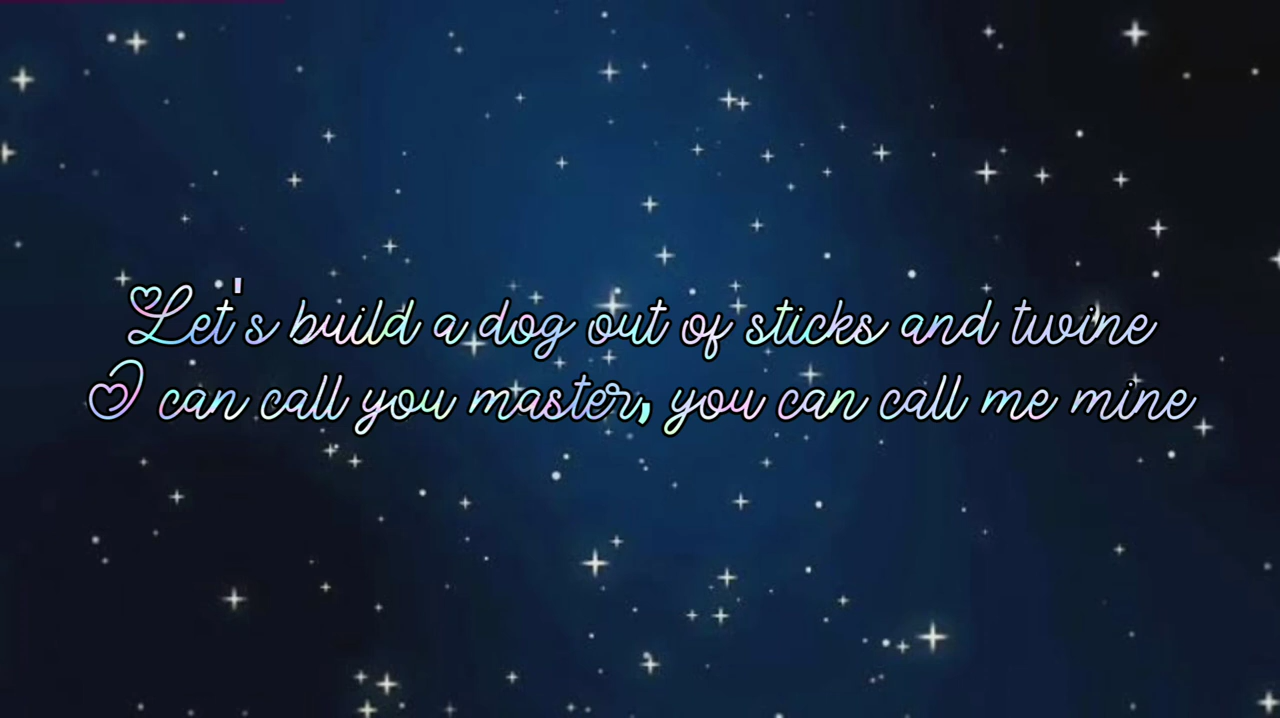 Let's build a dog out of sticks and twine
I can call you master, you can call me mine